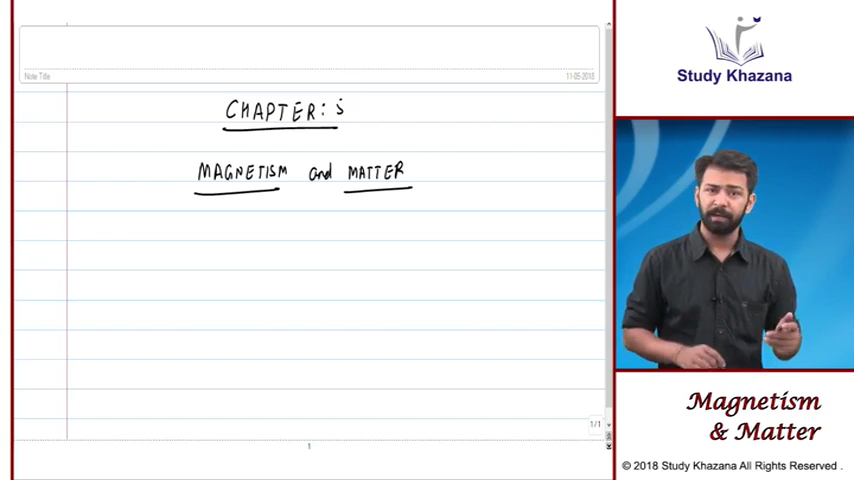 Note Title
11-05-2018
CHAPTER: 5
MAGNETISM and MATTER
1/1
1
Study Khazana
Magnetism
& Matter
© 2018 Study Khazana All Rights Reserved .